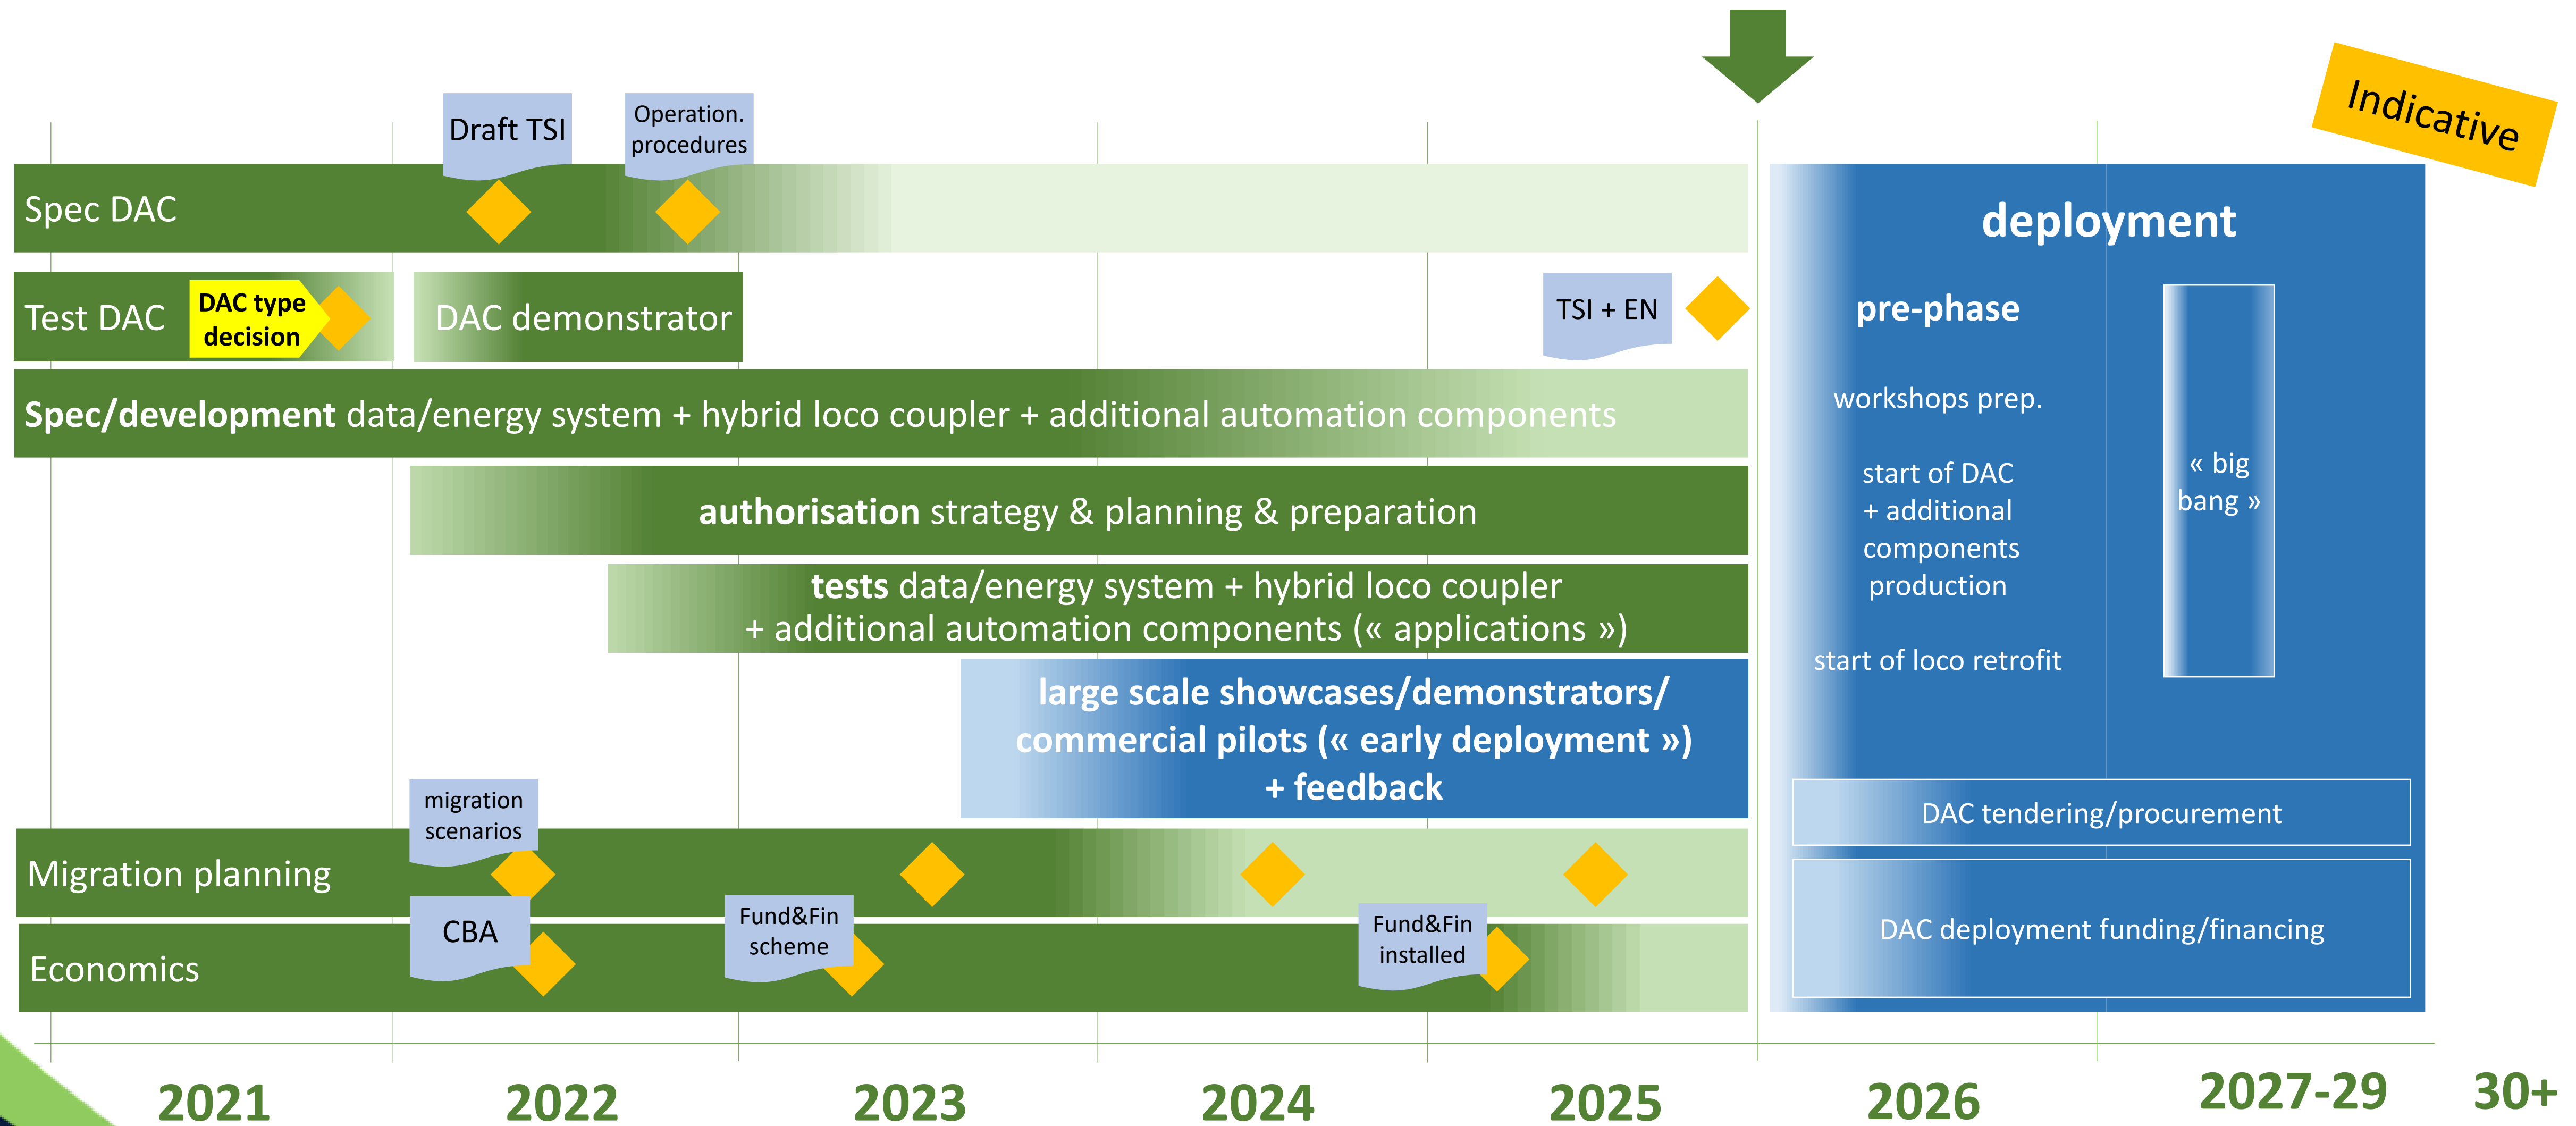 Indicative
Draft TSI
Operation.
procedures
Spec DAC
Test DAC
DAC type
decision
DAC demonstrator
TSI + EN
Spec/development data/energy system + hybrid loco coupler + additional automation components
authorisation strategy & planning & preparation
tests data/energy system + hybrid loco coupler
+ additional automation components (« applications »)
large scale showcases/demonstrators/
commercial pilots (« early deployment »)
+ feedback
migration
scenarios
Migration planning
CBA
Fund&Fin
scheme
Fund&Fin
installed
Economics
deployment
pre-phase
workshops prep.
start of DAC
+ additional
components
production
start of loco retrofit
« big
bang »
DAC tendering/procurement
DAC deployment funding/financing
2021
2022
2023
2024
2025
2026
2027-29
30+